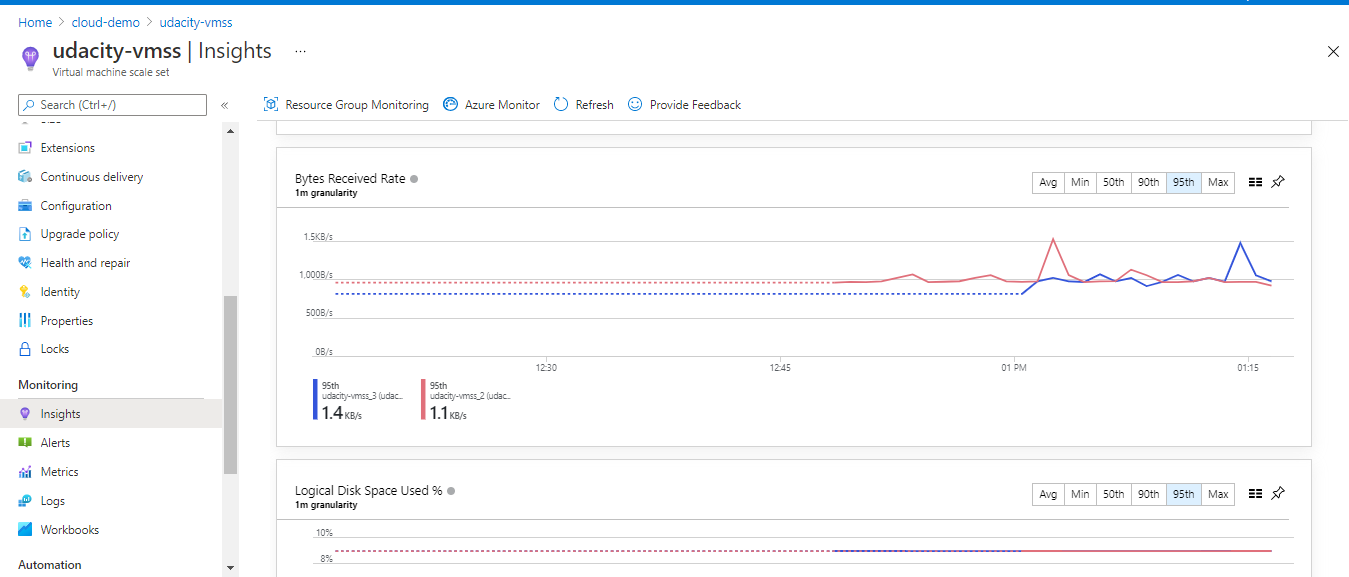 Home > cloud-demo > udacity-vmss
udacity-vmss | Insights ...
Virtual machine scale set
Search (Ctrl+/)
«
Resource Group Monitoring
Azure Monitor
Refresh
Provide Feedback
Extensions
Continuous delivery
Configuration
Upgrade policy
Health and repair
Identity
Properties
Locks
Monitoring
Insights
Alerts
Metrics
Logs
Workbooks
Automation
Bytes Received Rate
1m granularity
Avg Min 50th 90th 95th Max
1.5KB/s
1,000B/s
500B/s
0B/s
12:30 12:45 01 PM 01:15
95th
udacity-vmss_3 (udac...
1.4 KB/s
95th
udacity-vmss_2 (udac...
1.1 KB/s
Logical Disk Space Used %
1m granularity
Avg Min 50th 90th 95th Max
10%
8%